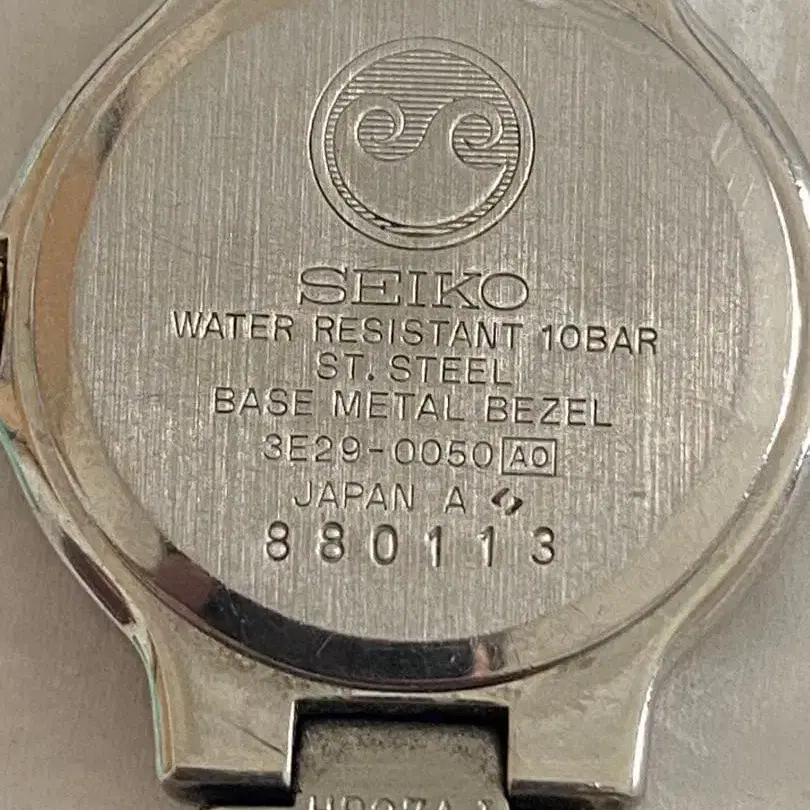 SEIKO
WATER RESISTANT 10BAR
ST. STEEL
BASE METAL BEZEL
3E29-0050 A0
JAPAN A
880113